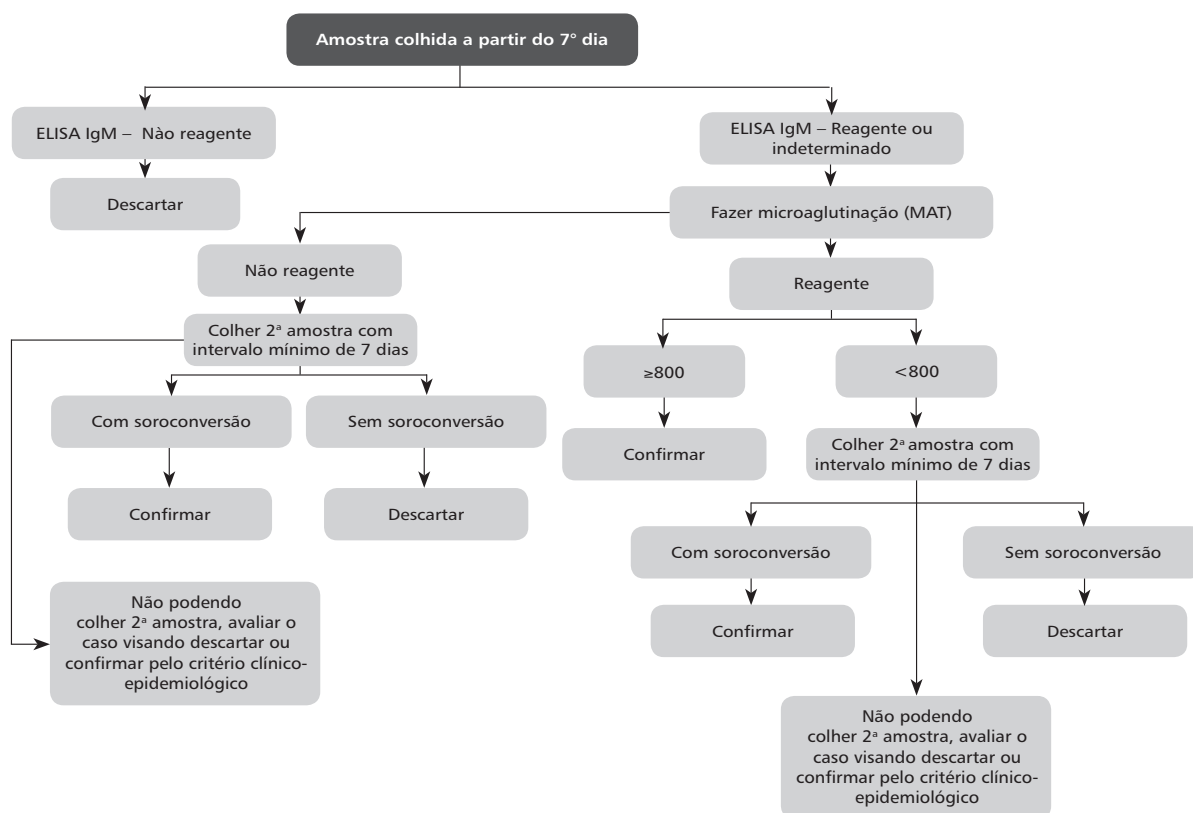 Amostra colhida a partir do 7° dia
ELISA IgM – Nào reagente
ELISA IgM – Reagente ou
indeterminado
Descartar
Fazer microaglutinação (MAT)
Não reagente
Reagente
Colher 2ª amostra com
intervalo mínimo de 7 dias
≥800
<800
Com soroconversão
Sem soroconversão
Confirmar
Colher 2ª amostra com
intervalo mínimo de 7 dias
Confirmar
Descartar
Com soroconversão
Sem soroconversão
Não podendo
colher 2ª amostra, avaliar o
caso visando descartar ou
confirmar pelo critério clínico-
epidemiológico
Confirmar
Descartar
Não podendo
colher 2ª amostra, avaliar o
caso visando descartar ou
confirmar pelo critério clínico-
epidemiológico